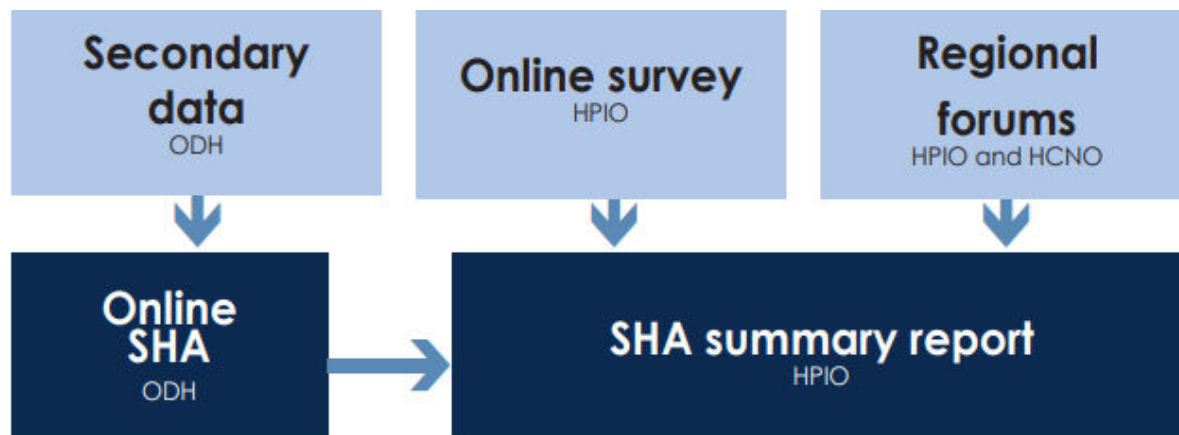 Secondary
data
ODH
Online survey
HPIO
Regional
forums
HPIO and HCNO
Online
SHA
ODH
SHA summary report
HPIO